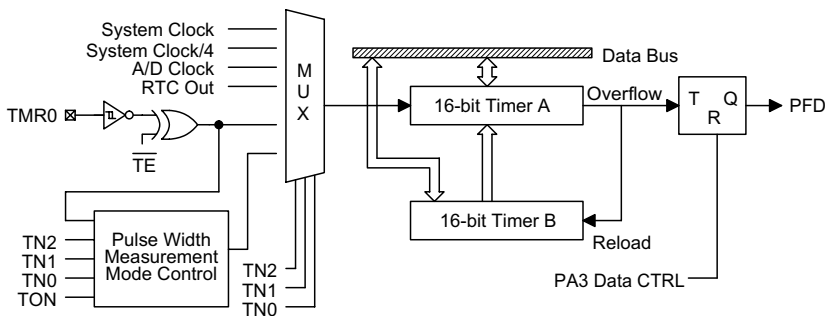 System Clock
System Clock/4
A/D Clock
RTC Out
TMR0
TE
M
U
X
Data Bus
16-bit Timer A
Overflow
T Q
R
PFD
16-bit Timer B
Reload
PA3 Data CTRL
TN2
TN1
TN0
TON
Pulse Width
Measurement
Mode Control
TN2
TN1
TN0